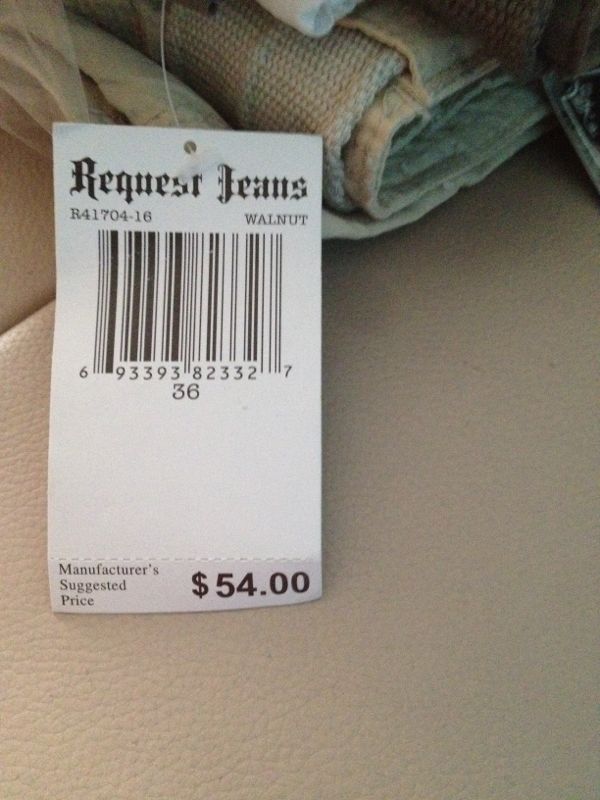 Request Jeans
R41704-16 WALNUT
6 93393 82332 7
36
Manufacturer's
Suggested
Price
$54.00